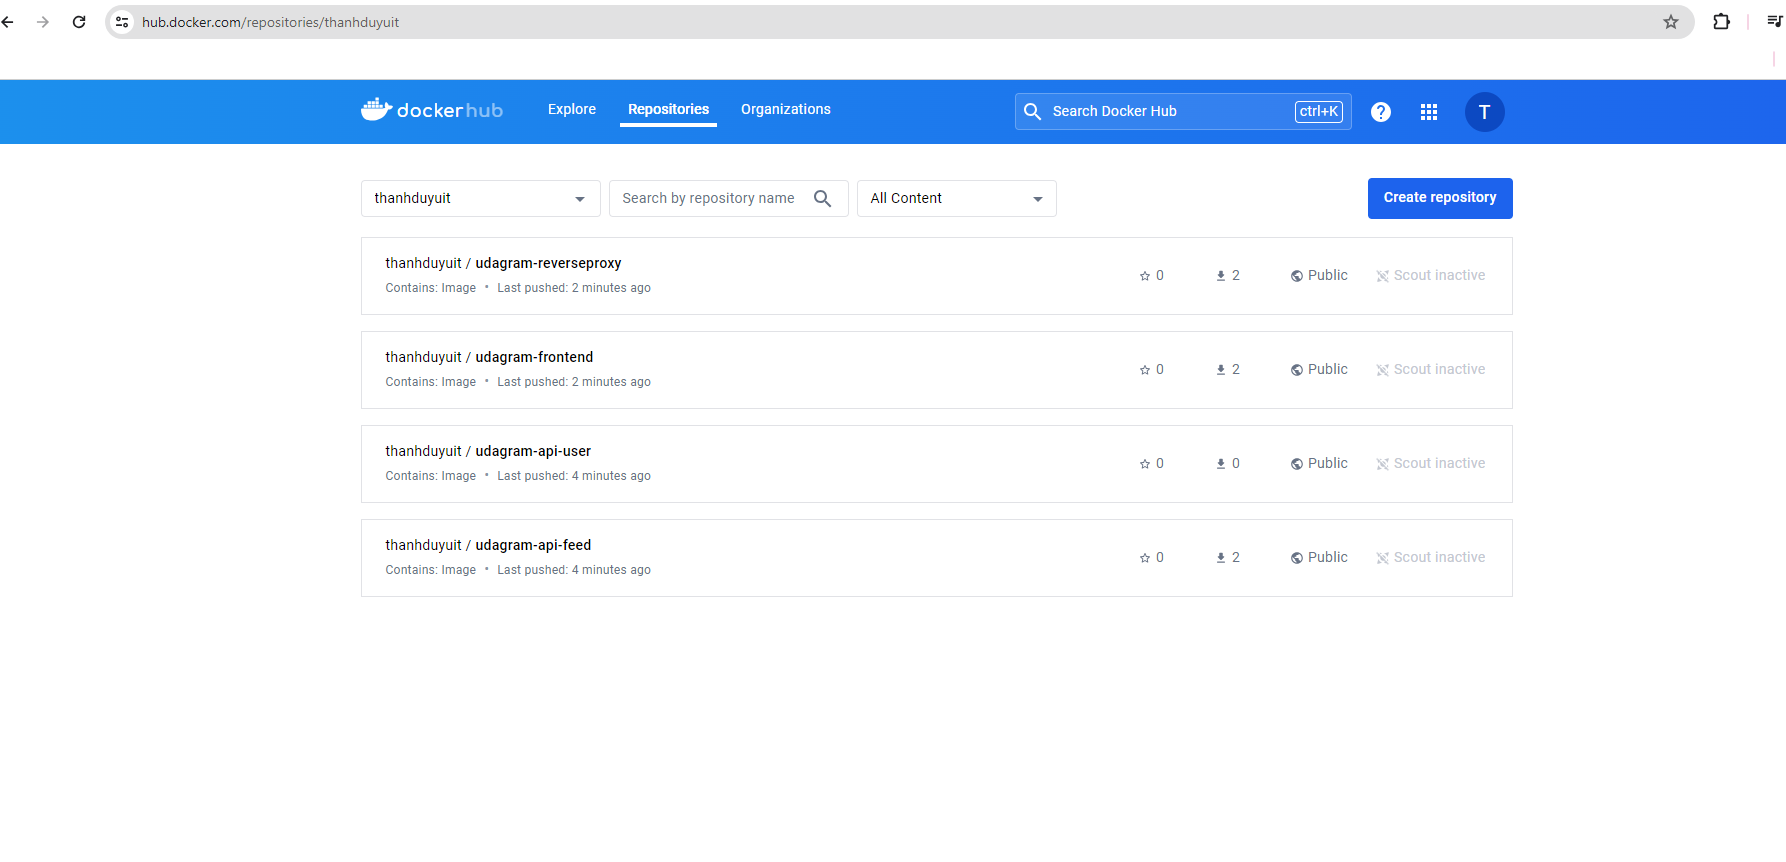 hub.docker.com/repositories/thanhduyuit
dockerhub Explore Repositories Organizations Search Docker Hub ctrl+K ? T
thanhduyuit Search by repository name All Content Create repository
thanhduyuit / udagram-reverseproxy
Contains: Image • Last pushed: 2 minutes ago
0 2 Public Scout inactive
thanhduyuit / udagram-frontend
Contains: Image • Last pushed: 2 minutes ago
0 2 Public Scout inactive
thanhduyuit / udagram-api-user
Contains: Image • Last pushed: 4 minutes ago
0 0 Public Scout inactive
thanhduyuit / udagram-api-feed
Contains: Image • Last pushed: 4 minutes ago
0 2 Public Scout inactive